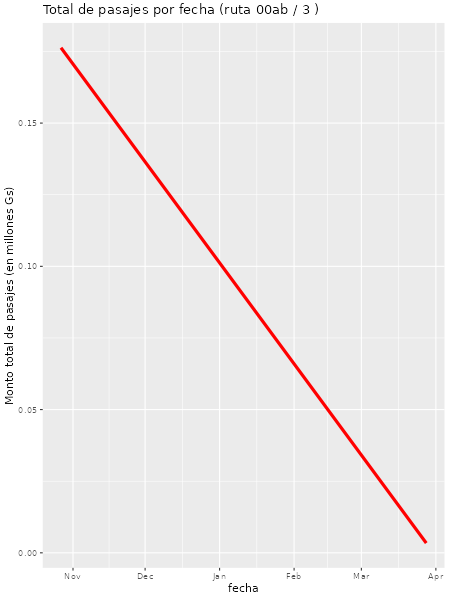 Total de pasajes por fecha (ruta 00ab / 3 )
Monto total de pasajes (en millones Gs)
0.15
0.10
0.05
0.00
Nov Dec Jan Feb Mar Apr
fecha